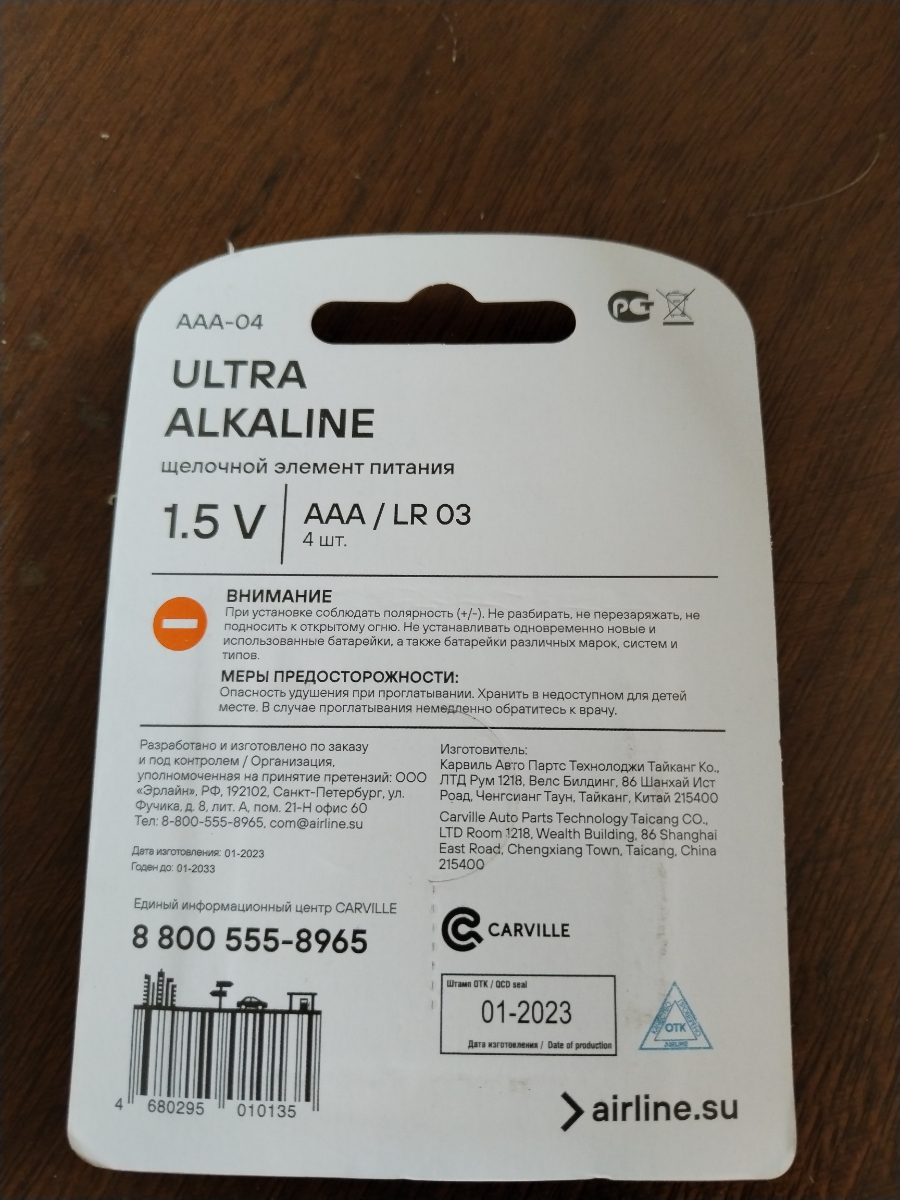 AAA-04
РСТ
ULTRA
ALKALINE
щелочной элемент питания
1.5 V
AAA / LR 03
4 шт.
ВНИМАНИЕ
При установке соблюдать полярность (+/-). Не разбирать, не перезаряжать, не
подносить к открытому огню. Не устанавливать одновременно новые и
использованные батарейки, а также батарейки различных марок, систем и
типов.
МЕРЫ ПРЕДОСТОРОЖНОСТИ:
Опасность удушения при проглатывании. Хранить в недоступном для детей
месте. В случае проглатывания немедленно обратитесь к врачу.
Разработано и изготовлено по заказу
и под контролем / Организация,
уполномоченная на принятие претензий: ООО
«Эрлайн», РФ, 192102, Санкт-Петербург, ул.
Фучика, д. 8, лит. А, пом. 21-Н офис 60
Тел: 8-800-555-8965, com@airline.su
Дата изготовления: 01-2023
Годен до: 01-2033
Единый информационный центр CARVILLE
8 800 555-8965
4 680295 010135
Изготовитель:
Карвиль Авто Партс Технолоджи Тайканг Ко.,
ЛТД Рум 1218, Велс Билдинг, 86 Шанхай Ист
Роад, Ченгсианг Таун, Тайканг, Китай 215400
Carville Auto Parts Technology Taicang CO.,
LTD Room 1218, Wealth Building, 86 Shanghai
East Road, Chengxiang Town, Taicang, China
215400
CARVILLE
Штамп ОТК / QCD seal
01-2023
Дата изготовления / Date of production
ОТК
AIRLINE
airline.su